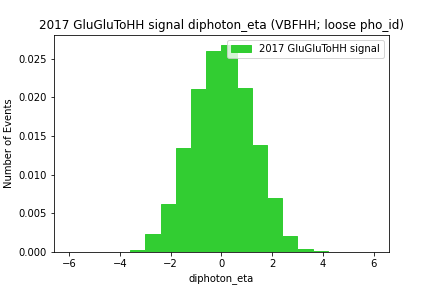 2017 GluGluToHH signal diphoton_eta (VBFHH; loose pho_id)
2017 GluGluToHH signal
Number of Events
0.025
0.020
0.015
0.010
0.005
0.000
−6 −4 −2 0 2 4 6
diphoton_eta